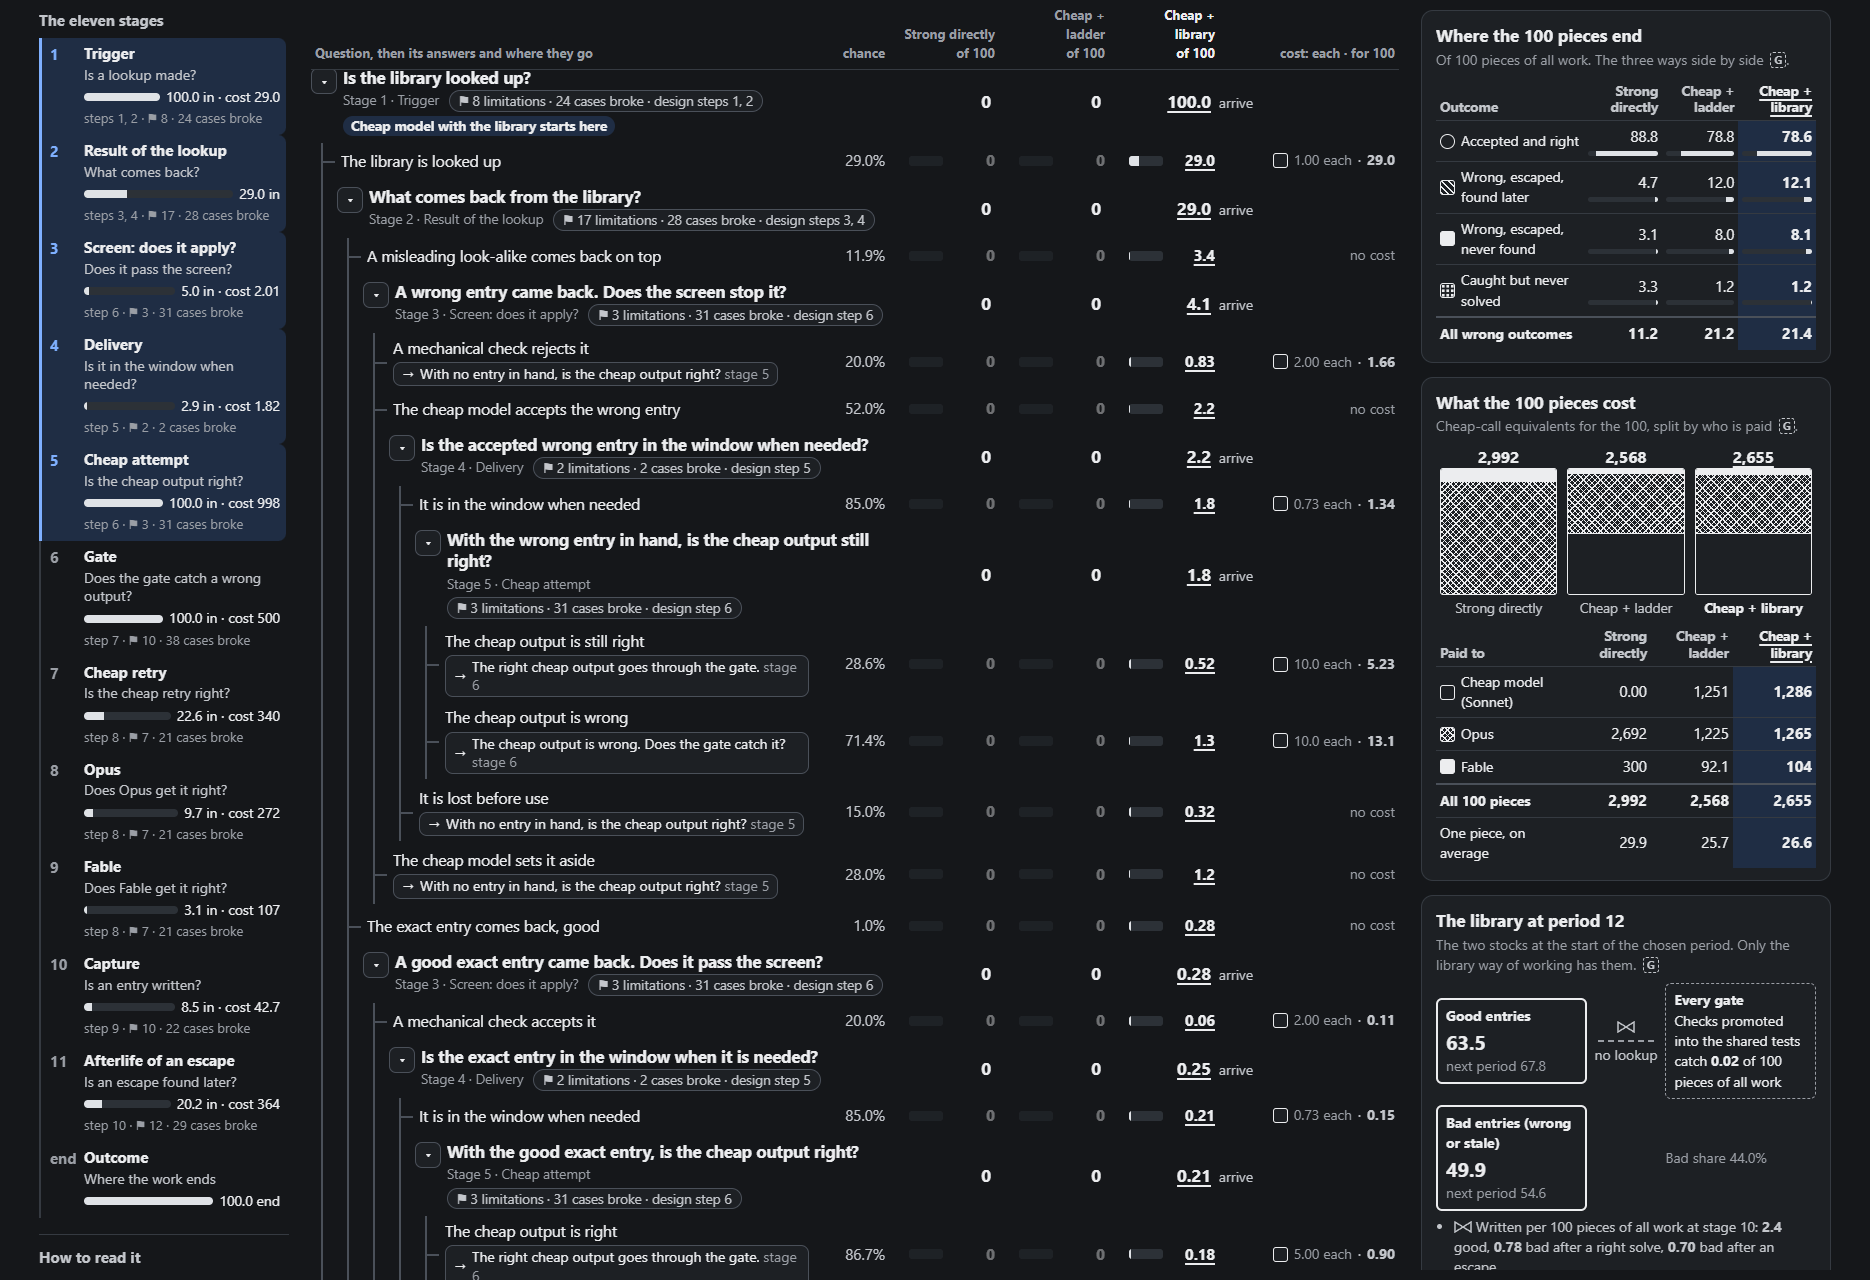 The eleven stages
1 Trigger
Is a lookup made?
100.0 in · cost 29.0
steps 1, 2 · ⚑ 8 · 24 cases broke
2 Result of the lookup
What comes back?
29.0 in
steps 3, 4 · ⚑ 17 · 28 cases broke
3 Screen: does it apply?
Does it pass the screen?
5.0 in · cost 2.01
step 6 · ⚑ 3 · 31 cases broke
4 Delivery
Is it in the window when
needed?
2.9 in · cost 1.82
step 5 · ⚑ 2 · 2 cases broke
5 Cheap attempt
Is the cheap output right?
100.0 in · cost 998
step 6 · ⚑ 3 · 31 cases broke
6 Gate
Does the gate catch a wrong
output?
100.0 in · cost 500
step 7 · ⚑ 10 · 38 cases broke
7 Cheap retry
Is the cheap retry right?
22.6 in · cost 340
step 8 · ⚑ 7 · 21 cases broke
8 Opus
Does Opus get it right?
9.7 in · cost 272
step 8 · ⚑ 7 · 21 cases broke
9 Fable
Does Fable get it right?
3.1 in · cost 107
step 8 · ⚑ 7 · 21 cases broke
10 Capture
Is an entry written?
8.5 in · cost 42.7
step 9 · ⚑ 10 · 22 cases broke
11 Afterlife of an escape
Is an escape found later?
20.2 in · cost 364
step 10 · ⚑ 12 · 29 cases broke
end Outcome
Where the work ends
100.0 end
How to read it
Question, then its answers and where they go
chance
Strong directly
of 100
Cheap +
ladder
of 100
Cheap +
library
of 100
cost: each · for 100
Is the library looked up?
Stage 1 · Trigger ⚑ 8 limitations · 24 cases broke · design steps 1, 2
0 0 100.0 arrive
Cheap model with the library starts here
The library is looked up 29.0% 0 0 29.0 1.00 each · 29.0
What comes back from the library?
Stage 2 · Result of the lookup ⚑ 17 limitations · 28 cases broke · design steps 3, 4
0 0 29.0 arrive
A misleading look-alike comes back on top 11.9% 0 0 3.4 no cost
A wrong entry came back. Does the screen stop it?
Stage 3 · Screen: does it apply? ⚑ 3 limitations · 31 cases broke · design step 6
0 0 4.1 arrive
A mechanical check rejects it
→ With no entry in hand, is the cheap output right? stage 5
20.0% 0 0 0.83 2.00 each · 1.66
The cheap model accepts the wrong entry 52.0% 0 0 2.2 no cost
Is the accepted wrong entry in the window when needed?
Stage 4 · Delivery ⚑ 2 limitations · 2 cases broke · design step 5
0 0 2.2 arrive
It is in the window when needed 85.0% 0 0 1.8 0.73 each · 1.34
With the wrong entry in hand, is the cheap output still
right?
Stage 5 · Cheap attempt
0 0 1.8 arrive
⚑ 3 limitations · 31 cases broke · design step 6
The cheap output is still right
→ The right cheap output goes through the gate. stage
6
28.6% 0 0 0.52 10.0 each · 5.23
The cheap output is wrong
→ The cheap output is wrong. Does the gate catch it?
stage 6
71.4% 0 0 1.3 10.0 each · 13.1
It is lost before use
→ With no entry in hand, is the cheap output right? stage 5
15.0% 0 0 0.32 no cost
The cheap model sets it aside
→ With no entry in hand, is the cheap output right? stage 5
28.0% 0 0 1.2 no cost
The exact entry comes back, good 1.0% 0 0 0.28 no cost
A good exact entry came back. Does it pass the screen?
Stage 3 · Screen: does it apply? ⚑ 3 limitations · 31 cases broke · design step 6
0 0 0.28 arrive
A mechanical check accepts it 20.0% 0 0 0.06 2.00 each · 0.11
Is the exact entry in the window when it is needed?
Stage 4 · Delivery ⚑ 2 limitations · 2 cases broke · design step 5
0 0 0.25 arrive
It is in the window when needed 85.0% 0 0 0.21 0.73 each · 0.15
With the good exact entry, is the cheap output right?
Stage 5 · Cheap attempt
0 0 0.21 arrive
⚑ 3 limitations · 31 cases broke · design step 6
The cheap output is right
→ The right cheap output goes through the gate. stage
6
86.7% 0 0 0.18 5.00 each · 0.90
Where the 100 pieces end
Of 100 pieces of all work. The three ways side by side G.
Outcome
Strong
directly
Cheap +
ladder
Cheap +
library
Accepted and right 88.8 78.8 78.6
Wrong, escaped,
found later
4.7 12.0 12.1
Wrong, escaped,
never found
3.1 8.0 8.1
Caught but never
solved
3.3 1.2 1.2
All wrong outcomes 11.2 21.2 21.4
What the 100 pieces cost
Cheap-call equivalents for the 100, split by who is paid G.
2,992 2,568 2,655
Strong directly Cheap + ladder Cheap + library
Paid to
Strong
directly
Cheap +
ladder
Cheap +
library
Cheap model
(Sonnet)
0.00 1,251 1,286
Opus 2,692 1,225 1,265
Fable 300 92.1 104
All 100 pieces 2,992 2,568 2,655
One piece, on
average
29.9 25.7 26.6
The library at period 12
The two stocks at the start of the chosen period. Only the
library way of working has them. G
Good entries
63.5
next period 67.8
⋈
no lookup
Every gate
Checks promoted
into the shared tests
catch 0.02 of 100
pieces of all work
Bad entries (wrong
or stale)
49.9
next period 54.6
Bad share 44.0%
• ⋈ Written per 100 pieces of all work at stage 10: 2.4
good, 0.78 bad after a right solve, 0.70 bad after an
escape